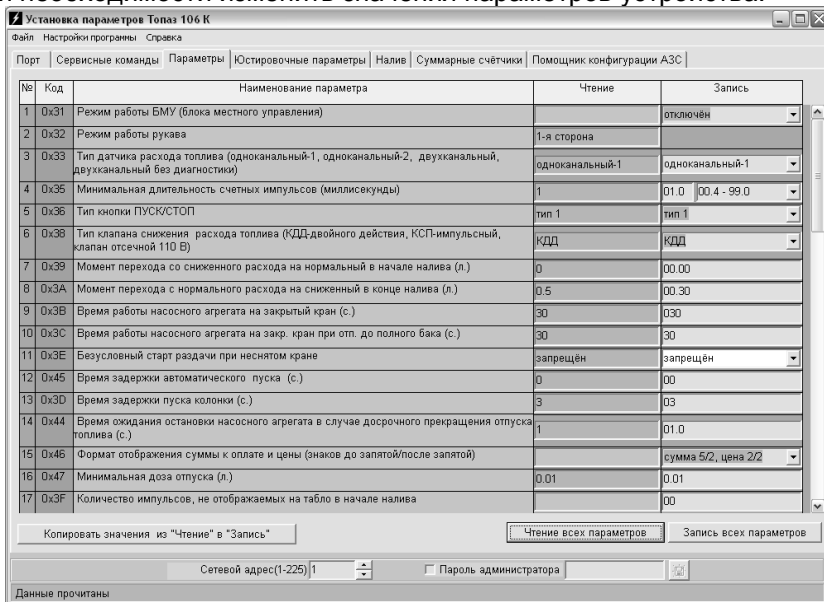 необходимости изменить значения параметров устройства.
Установка параметров Топаз 106 К
Файл Настройки программы Справка
Порт Сервисные команды Параметры Юстировочные параметры Налив Суммарные счётчики Помощник конфигурации АЗС
№ Код Наименование параметра Чтение Запись
1 0x31 Режим работы БМУ (блока местного управления) отключён
2 0x32 Режим работы рукава 1-я сторона
3 0x33 Тип датчика расхода топлива (одноканальный-1, одноканальный-2, двухканальный, двухканальный без диагностики) одноканальный-1 одноканальный-1
4 0x35 Минимальная длительность счетных импульсов (миллисекунды) 1 01.0 00.4 - 99.0
5 0x36 Тип кнопки ПУСК/СТОП тип 1 тип 1
6 0x38 Тип клапана снижения расхода топлива (КДД-двойного действия, КСП-импульсный, клапан отсечной 110 В) КДД КДД
7 0x39 Момент перехода со сниженного расхода на нормальный в начале налива (л.) 0 00.00
8 0x3A Момент перехода с нормального расхода на сниженный в конце налива (л.) 0.5 00.30
9 0x3B Время работы насосного агрегата на закрытый кран (с.) 30 030
10 0x3C Время работы насосного агрегата на закр. кран при отп. до полного бака (с.) 30 30
11 0x3E Безусловный старт раздачи при неснятом кране запрещён запрещён
12 0x45 Время задержки автоматического пуска (с.) 0 00
13 0x3D Время задержки пуска колонки (с.) 3 03
14 0x44 Время ожидания остановки насосного агрегата в случае досрочного прекращения отпуска топлива (с.) 1 01.0
15 0x46 Формат отображения суммы к оплате и цены (знаков до запятой/после запятой) сумма 5/2, цена 2/2
16 0x47 Минимальная доза отпуска (л.) 0.01 0.01
17 0x3F Количество импульсов, не отображаемых на табло в начале налива 00
Копировать значения из "Чтение" в "Запись" Чтение всех параметров Запись всех параметров
Сетевой адрес(1-225) 1 Пароль администратора
Данные прочитаны